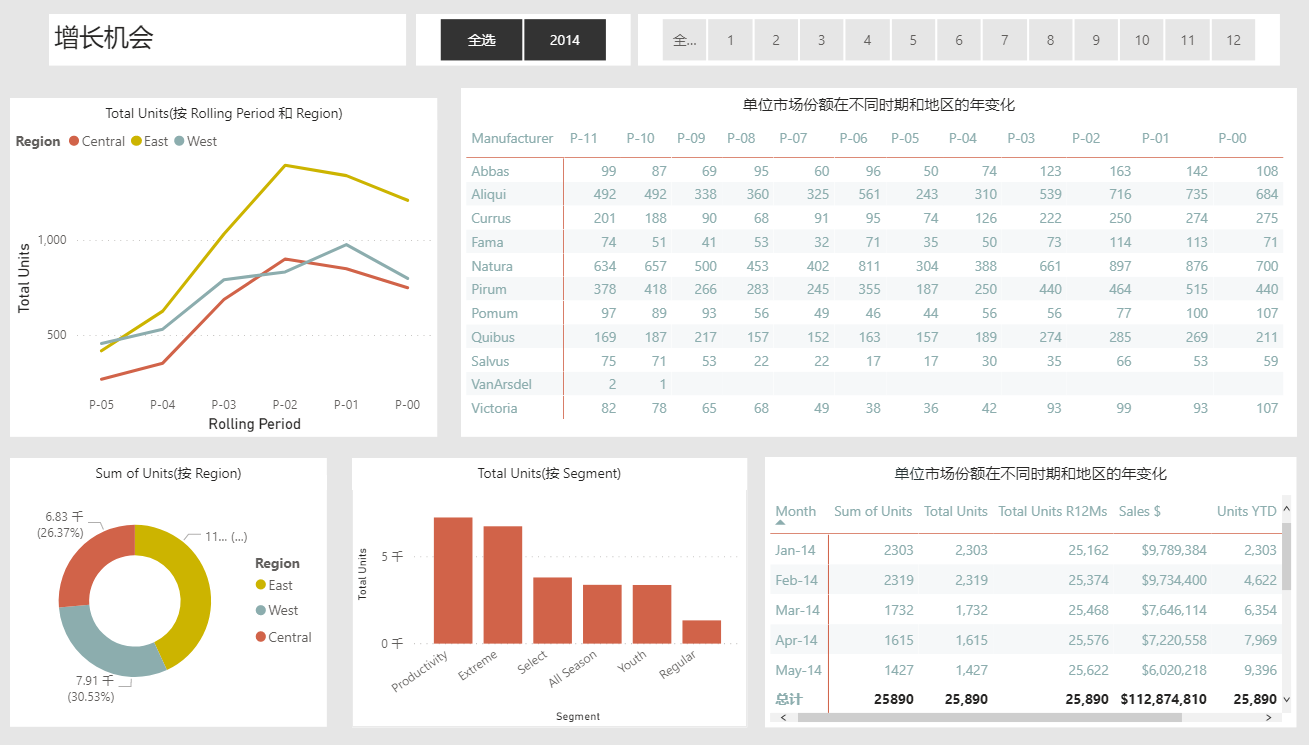 增长机会
全选 2014
全... 1 2 3 4 5 6 7 8 9 10 11 12
Total Units(按 Rolling Period 和 Region)
Region Central East West
Total Units
1,000
500
P-05 P-04 P-03 P-02 P-01 P-00
Rolling Period
单位市场份额在不同时期和地区的年变化
Manufacturer P-11 P-10 P-09 P-08 P-07 P-06 P-05 P-04 P-03 P-02 P-01 P-00
Abbas 99 87 69 95 60 96 50 74 123 163 142 108
Aliqui 492 492 338 360 325 561 243 310 539 716 735 684
Currus 201 188 90 68 91 95 74 126 222 250 274 275
Fama 74 51 41 53 32 71 35 50 73 114 113 71
Natura 634 657 500 453 402 811 304 388 661 897 876 700
Pirum 378 418 266 283 245 355 187 250 440 464 515 440
Pomum 97 89 93 56 49 46 44 56 56 77 100 107
Quibus 169 187 217 157 152 163 157 189 274 285 269 211
Salvus 75 71 53 22 22 17 17 30 35 66 53 59
VanArsdel 2 1
Victoria 82 78 65 68 49 38 36 42 93 99 93 107
Sum of Units(按 Region)
6.83 千
(26.37%)
11... (...)
7.91 千
(30.53%)
Region
East
West
Central
Total Units(按 Segment)
Total Units
5 千
0 千
Productivity Extreme Select All Season Youth Regular
Segment
单位市场份额在不同时期和地区的年变化
Month Sum of Units Total Units Total Units R12Ms Sales $ Units YTD
Jan-14 2303 2,303 25,162 $9,789,384 2,303
Feb-14 2319 2,319 25,374 $9,734,400 4,622
Mar-14 1732 1,732 25,468 $7,646,114 6,354
Apr-14 1615 1,615 25,576 $7,220,558 7,969
May-14 1427 1,427 25,622 $6,020,218 9,396
总计 25890 25,890 25,890 $112,874,810 25,890